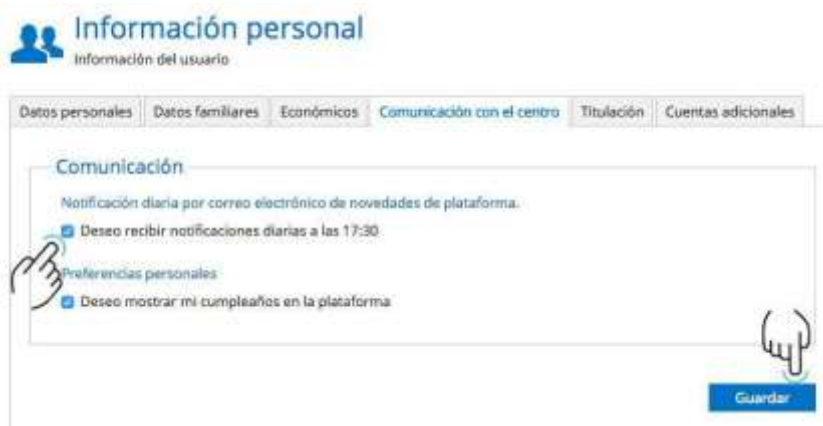 Información personal
Información del usuario
Datos personales Datos familiares Económicos Comunicación con el centro Titulación Cuentas adicionales
Comunicación
Notificación diaria por correo electrónico de novedades de plataforma.
Deseo recibir notificaciones diarias a las 17:30
Preferencias personales
Deseo mostrar mi cumpleaños en la plataforma
Guardar